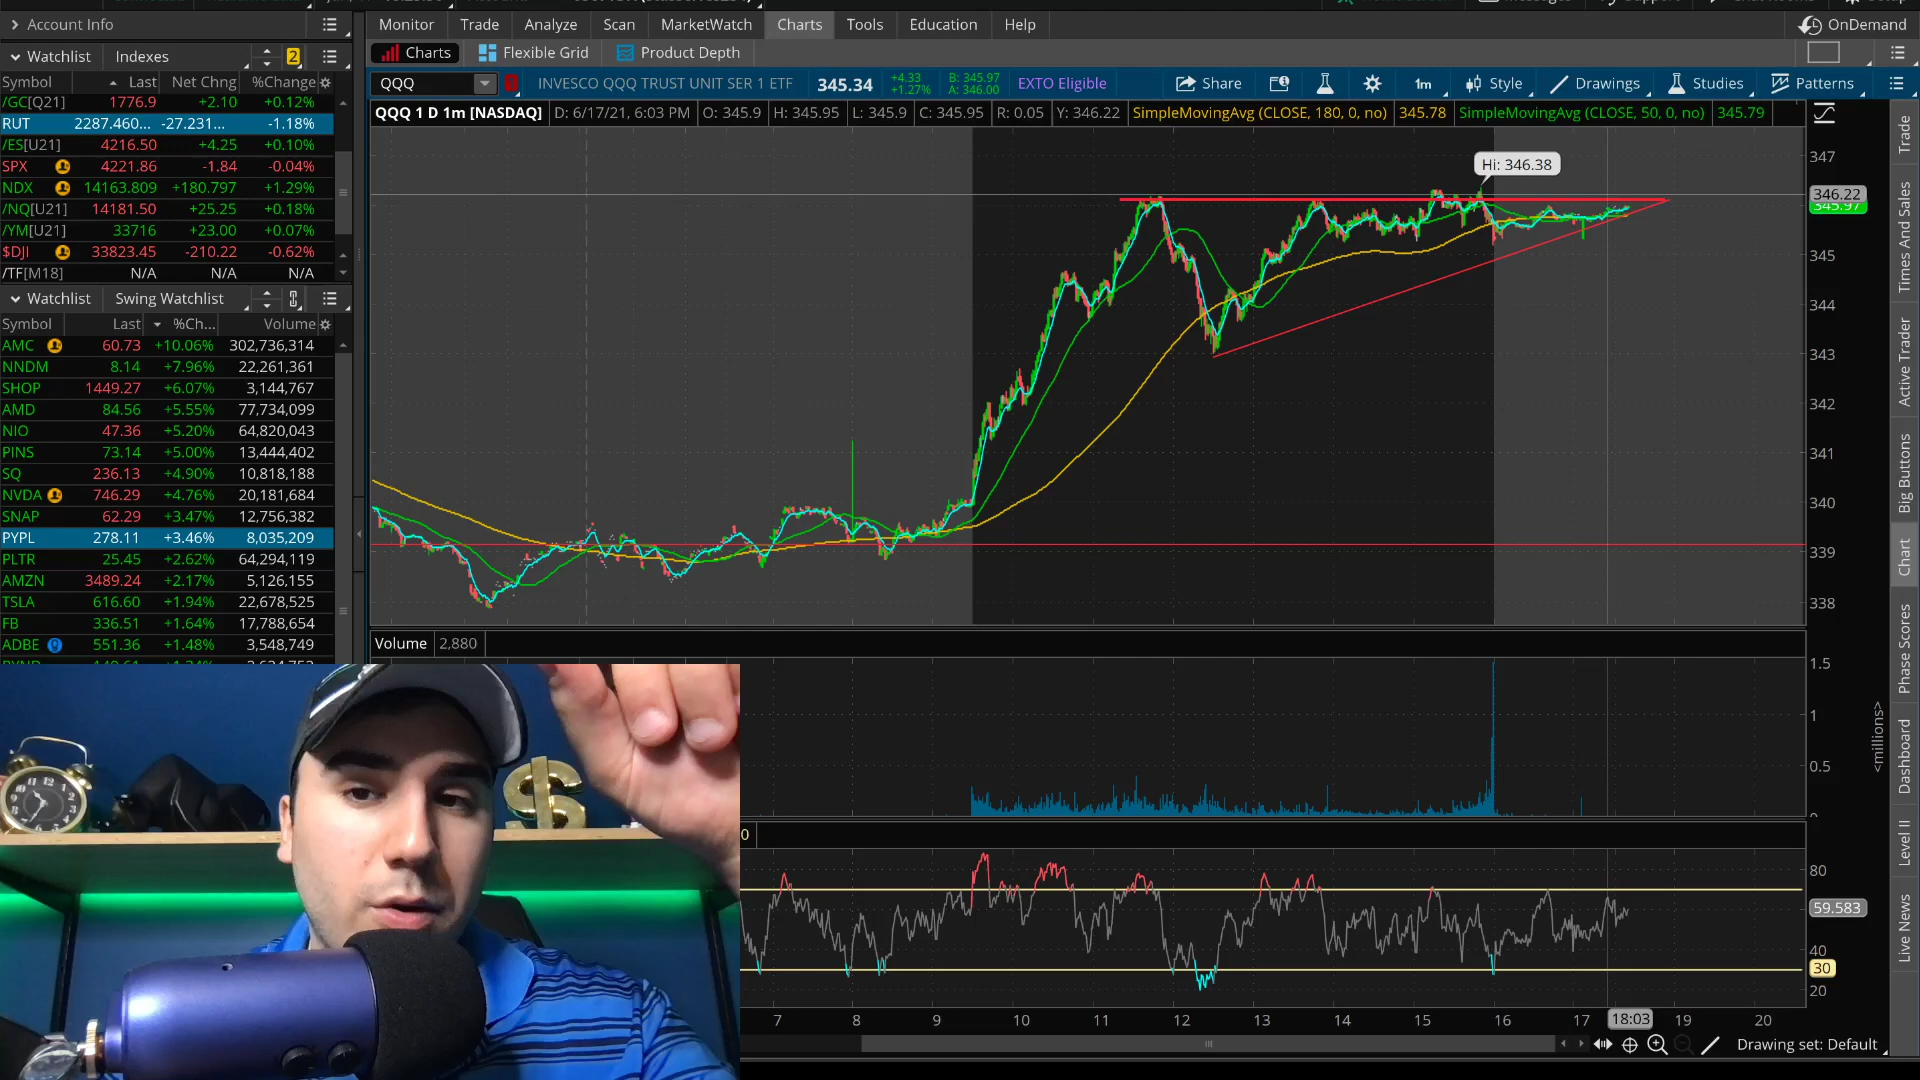 Account Info
Monitor Trade Analyze Scan MarketWatch Charts Tools Education Help
OnDemand
Watchlist Indexes 2
Charts Flexible Grid Product Depth
Symbol Last Net Chng %Change
QQQ INVESCO QQQ TRUST UNIT SER 1 ETF 345.34 +4.33 +1.27% B: 345.97 A: 346.00 EXTO Eligible Share 1m Style Drawings Studies Patterns
QQQ 1 D 1m [NASDAQ] D: 6/17/21, 6:03 PM O: 345.9 H: 345.95 L: 345.9 C: 345.95 R: 0.05 Y: 346.22 SimpleMovingAvg (CLOSE, 180, 0, no) 345.78 SimpleMovingAvg (CLOSE, 50, 0, no) 345.79
/GC[Q21] 1776.9 +2.10 +0.12%
RUT 2287.460... -27.231... -1.18%
/ES[U21] 4216.50 +4.25 +0.10%
SPX 4221.86 -1.84 -0.04%
NDX 14163.809 +180.797 +1.29%
/NQ[U21] 14181.50 +25.25 +0.18%
/YM[U21] 33716 +23.00 +0.07%
$DJI 33823.45 -210.22 -0.62%
/TF[M18] N/A N/A N/A
Watchlist Swing Watchlist
Symbol Last %Ch... Volume
AMC 60.73 +10.06% 302,736,314
NNDM 8.14 +7.96% 22,261,361
SHOP 1449.27 +6.07% 3,144,767
AMD 84.56 +5.55% 77,734,099
NIO 47.36 +5.20% 64,820,043
PINS 73.14 +5.00% 13,444,402
SQ 236.13 +4.90% 10,818,188
NVDA 746.29 +4.76% 20,181,684
SNAP 62.29 +3.47% 12,756,382
PYPL 278.11 +3.46% 8,035,209
PLTR 25.45 +2.62% 64,294,119
AMZN 3489.24 +2.17% 5,126,155
TSLA 616.60 +1.94% 22,678,525
FB 336.51 +1.64% 17,788,654
ADBE 551.36 +1.48% 3,548,749
Hi: 346.38
347
346.22
345.97
345
344
343
342
341
340
339
338
Volume 2,880
1.5
1
0.5
<millions>
0
80
59.583
40
30
20
7 8 9 10 11 12 13 14 15 16 17 18:03 19 20
Drawing set: Default
Trade
Times And Sales
Active Trader
Big Buttons
Chart
Phase Scores
Dashboard
Level II
Live News